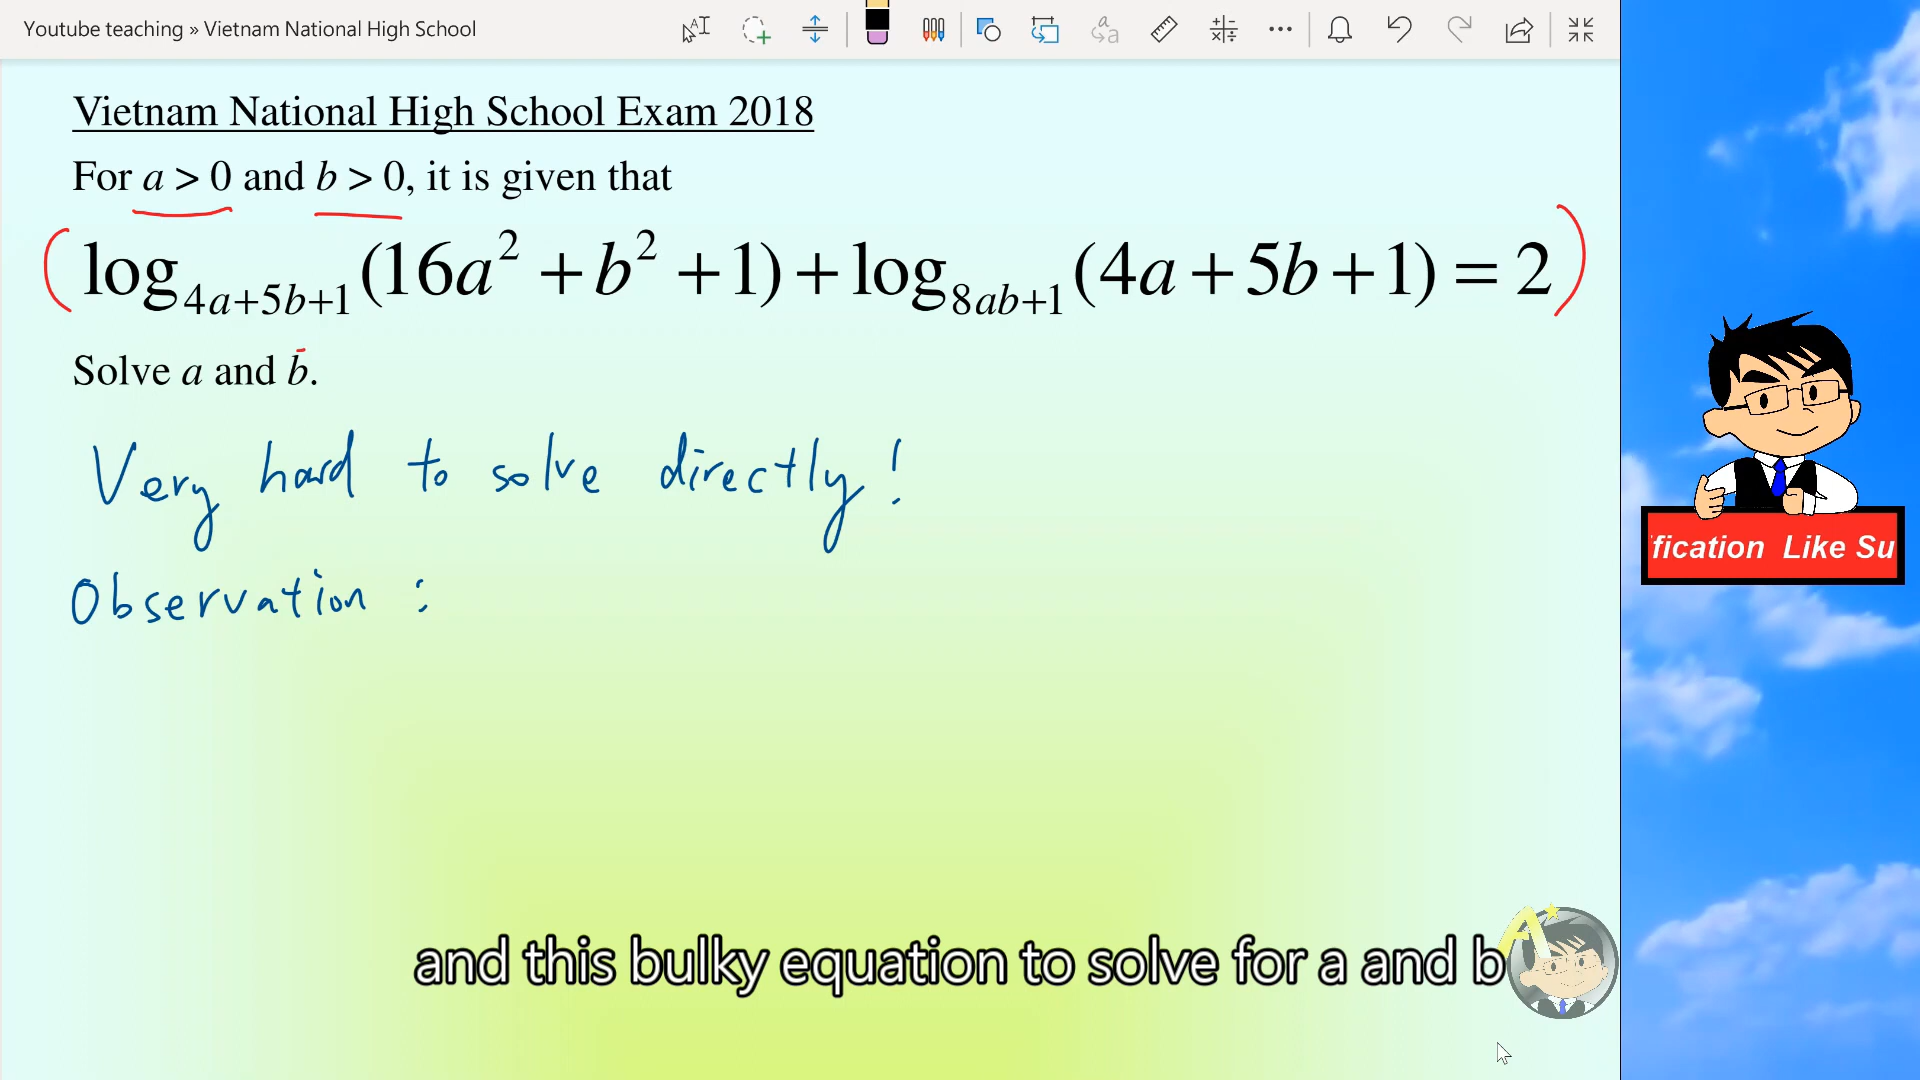 Youtube teaching » Vietnam National High School
Vietnam National High School Exam 2018
For a > 0 and b > 0, it is given that
(log₄ₐ₊₅b₊₁(16a² + b² + 1) + log₈ₐb₊₁(4a + 5b + 1) = 2)
Solve a and b.
Very hard to solve directly!
Observation :
fication Like Su
and this bulky equation to solve for a and b